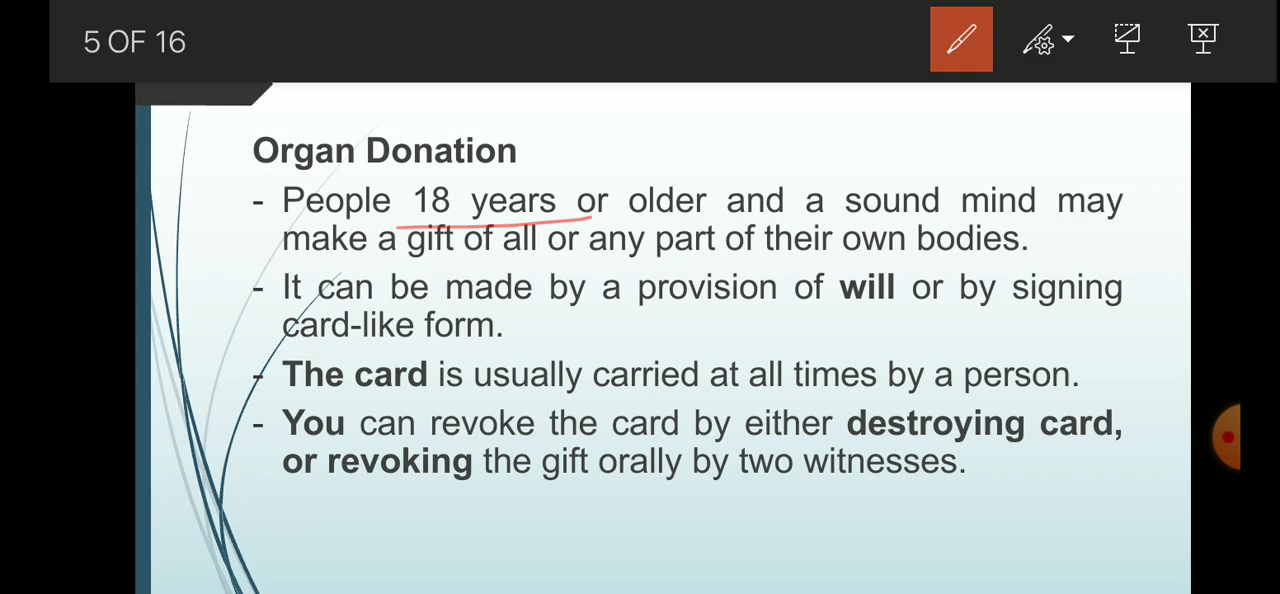 5 OF 16
Organ Donation
- People 18 years or older and a sound mind may
make a gift of all or any part of their own bodies.
- It can be made by a provision of will or by signing
card-like form.
- The card is usually carried at all times by a person.
- You can revoke the card by either destroying card,
or revoking the gift orally by two witnesses.